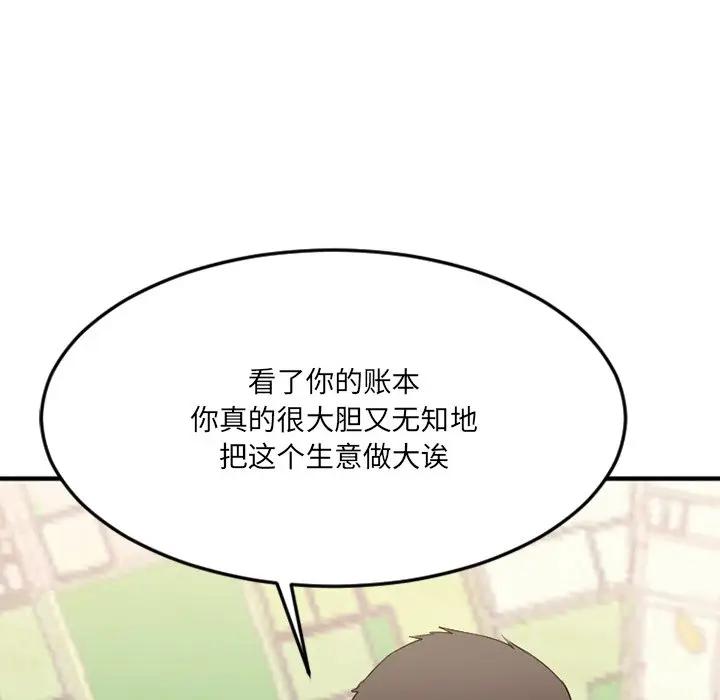 看了你的账本
你真的很大胆又无知地
把这个生意做大诶